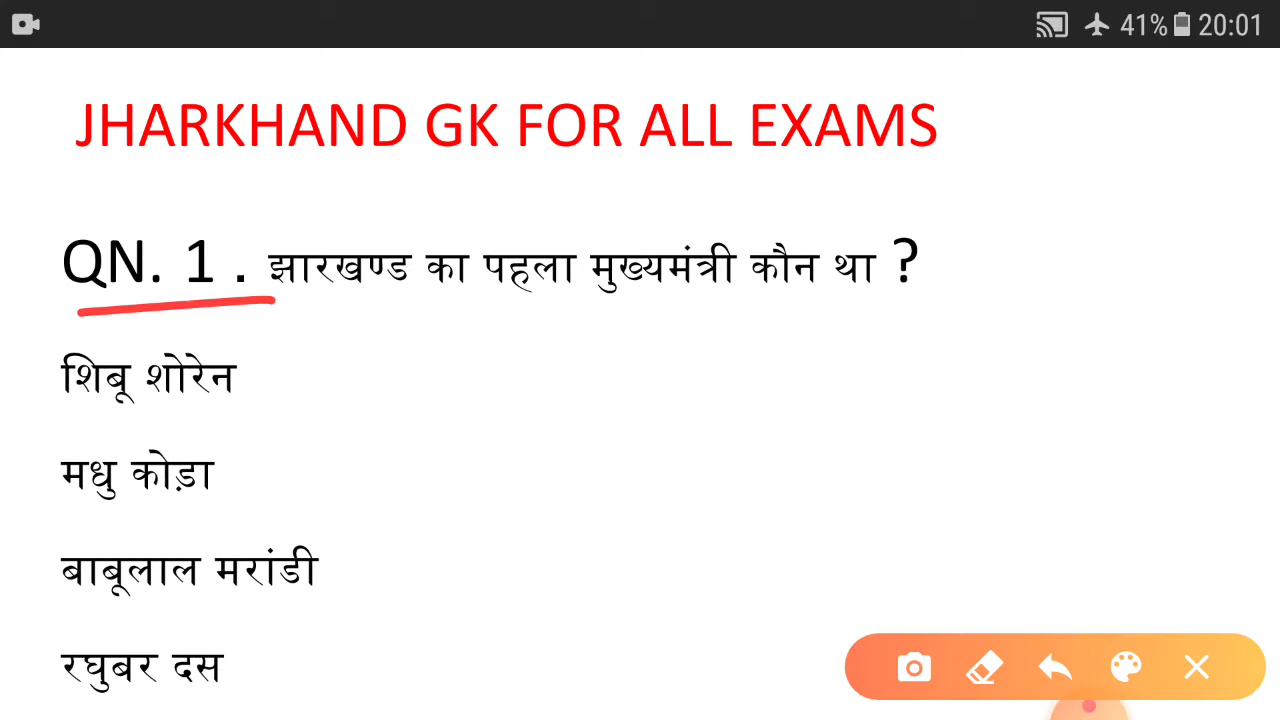 41% 20:01
JHARKHAND GK FOR ALL EXAMS
QN. 1 . झारखण्ड का पहला मुख्यमंत्री कौन था ?
शिबू शोरेन
मधु कोड़ा
बाबूलाल मरांडी
रघुबर दस